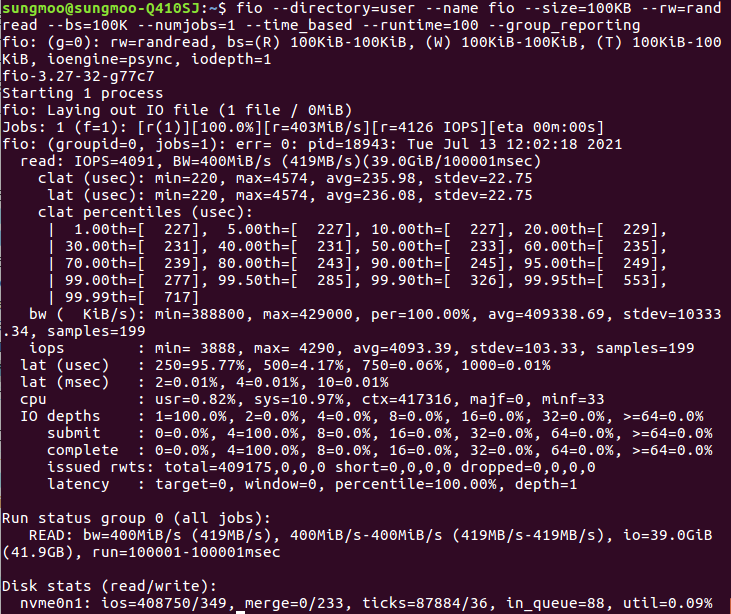 sungmoo@sungmoo-Q410SJ:~$ fio --directory=user --name fio --size=100KB --rw=rand
read --bs=100K --numjobs=1 --time_based --runtime=100 --group_reporting
fio: (g=0): rw=randread, bs=(R) 100KiB-100KiB, (W) 100KiB-100KiB, (T) 100KiB-100
KiB, ioengine=psync, iodepth=1
fio-3.27-32-g77c7
Starting 1 process
fio: Laying out IO file (1 file / 0MiB)
Jobs: 1 (f=1): [r(1)][100.0%][r=403MiB/s][r=4126 IOPS][eta 00m:00s]
fio: (groupid=0, jobs=1): err= 0: pid=18943: Tue Jul 13 12:02:18 2021
  read: IOPS=4091, BW=400MiB/s (419MB/s)(39.0GiB/100001msec)
    clat (usec): min=220, max=4574, avg=235.98, stdev=22.75
     lat (usec): min=220, max=4574, avg=236.08, stdev=22.75
    clat percentiles (usec):
     |  1.00th=[  227],  5.00th=[  227], 10.00th=[  227], 20.00th=[  229],
     | 30.00th=[  231], 40.00th=[  231], 50.00th=[  233], 60.00th=[  235],
     | 70.00th=[  239], 80.00th=[  243], 90.00th=[  245], 95.00th=[  249],
     | 99.00th=[  277], 99.50th=[  285], 99.90th=[  326], 99.95th=[  553],
     | 99.99th=[  717]
   bw (  KiB/s): min=388800, max=429000, per=100.00%, avg=409338.69, stdev=10333
.34, samples=199
   iops        : min= 3888, max= 4290, avg=4093.39, stdev=103.33, samples=199
  lat (usec)   : 250=95.77%, 500=4.17%, 750=0.06%, 1000=0.01%
  lat (msec)   : 2=0.01%, 4=0.01%, 10=0.01%
  cpu          : usr=0.82%, sys=10.97%, ctx=417316, majf=0, minf=33
  IO depths    : 1=100.0%, 2=0.0%, 4=0.0%, 8=0.0%, 16=0.0%, 32=0.0%, >=64=0.0%
     submit    : 0=0.0%, 4=100.0%, 8=0.0%, 16=0.0%, 32=0.0%, 64=0.0%, >=64=0.0%
     complete  : 0=0.0%, 4=100.0%, 8=0.0%, 16=0.0%, 32=0.0%, 64=0.0%, >=64=0.0%
     issued rwts: total=409175,0,0,0 short=0,0,0,0 dropped=0,0,0,0
     latency   : target=0, window=0, percentile=100.00%, depth=1

Run status group 0 (all jobs):
   READ: bw=400MiB/s (419MB/s), 400MiB/s-400MiB/s (419MB/s-419MB/s), io=39.0GiB
(41.9GB), run=100001-100001msec

Disk stats (read/write):
  nvme0n1: ios=408750/349, merge=0/233, ticks=87884/36, in_queue=88, util=0.09%